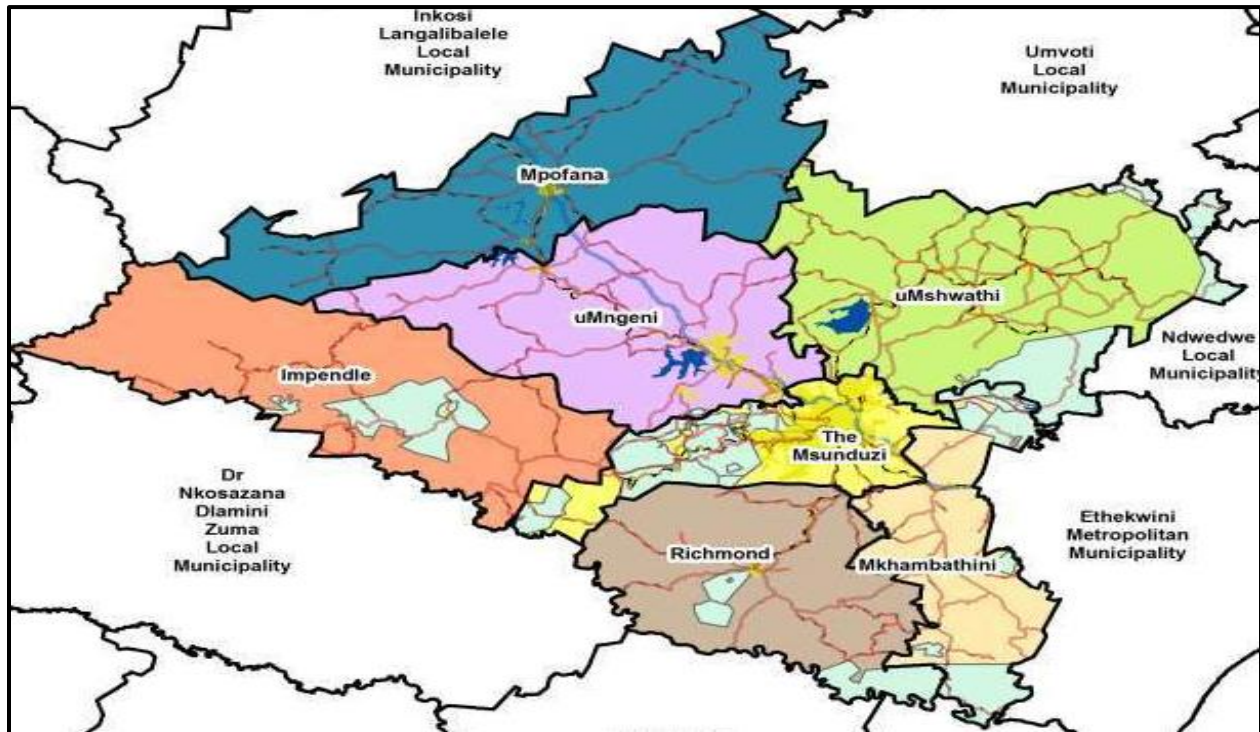 Inkosi
Langalibalele
Local
Municipality
Umvoti
Local
Municipality
Mpofana
uMshwathi
uMngeni
Ndwedwe
Local
Municipality
Impendle
The
Msunduzi
Dr
Nkosazana
Dlamini
Zuma
Local
Municipality
Ethekwini
Metropolitan
Municipality
Richmond
Mkhambathini